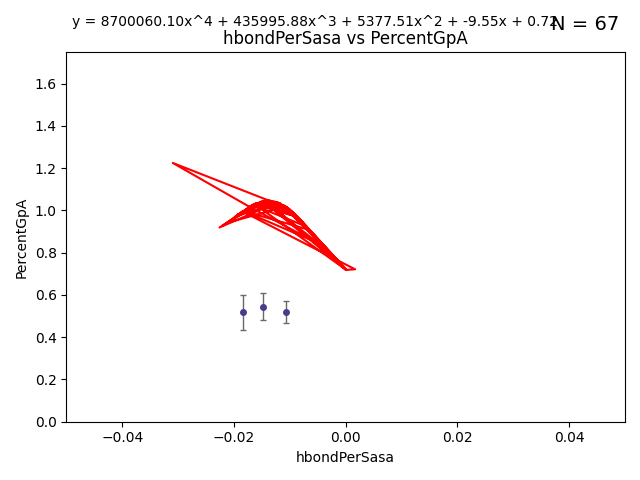 y = 8700060.10x^4 + 435995.88x^3 + 5377.51x^2 + -9.55x + 0.72
N = 67
hbondPerSasa vs PercentGpA
1.6
1.4
1.2
1.0
0.8
0.6
0.4
0.2
0.0
PercentGpA
−0.04
−0.02
0.00
0.02
0.04
hbondPerSasa